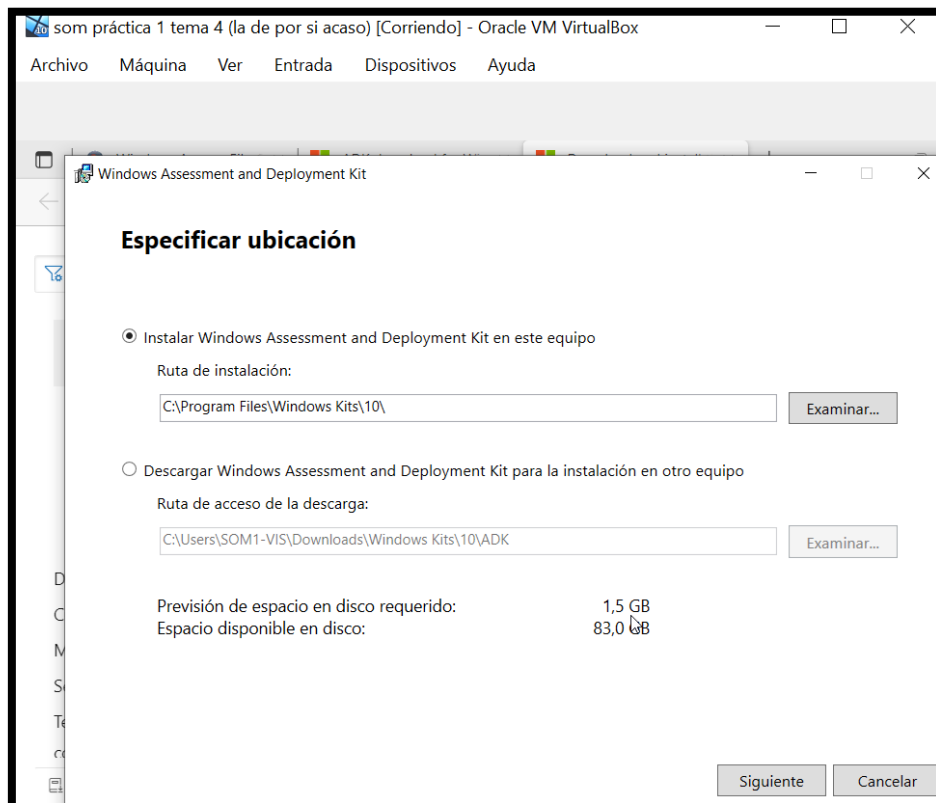 som práctica 1 tema 4 (la de por si acaso) [Corriendo] - Oracle VM VirtualBox
Archivo Máquina Ver Entrada Dispositivos Ayuda
Windows Assessment and Deployment Kit
Especificar ubicación
Instalar Windows Assessment and Deployment Kit en este equipo
Ruta de instalación:
C:\Program Files\Windows Kits\10\
Examinar...
Descargar Windows Assessment and Deployment Kit para la instalación en otro equipo
Ruta de acceso de la descarga:
C:\Users\SOM1-VIS\Downloads\Windows Kits\10\ADK
Examinar...
Previsión de espacio en disco requerido: 1,5 GB
Espacio disponible en disco: 83,0 GB
Siguiente Cancelar